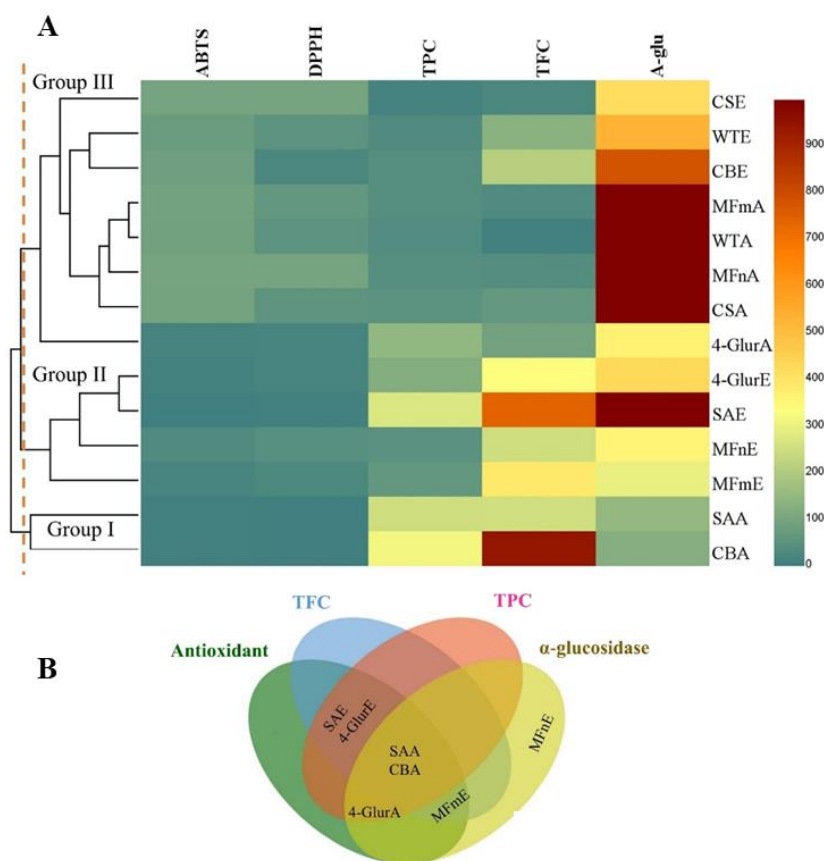 A
ABTS
DPPH
TPC
TFC
A-glu
Group III
Group II
Group I
CSE
WTE
CBE
MFmA
WTA
MFnA
CSA
4-GlurA
4-GlurE
SAE
MFnE
MFmE
SAA
CBA
900
800
700
600
500
400
300
200
100
0
B
TFC
TPC
Antioxidant
α-glucosidase
SAE
4-GlurE
MFnE
SAA
CBA
4-GlurA
MFmE